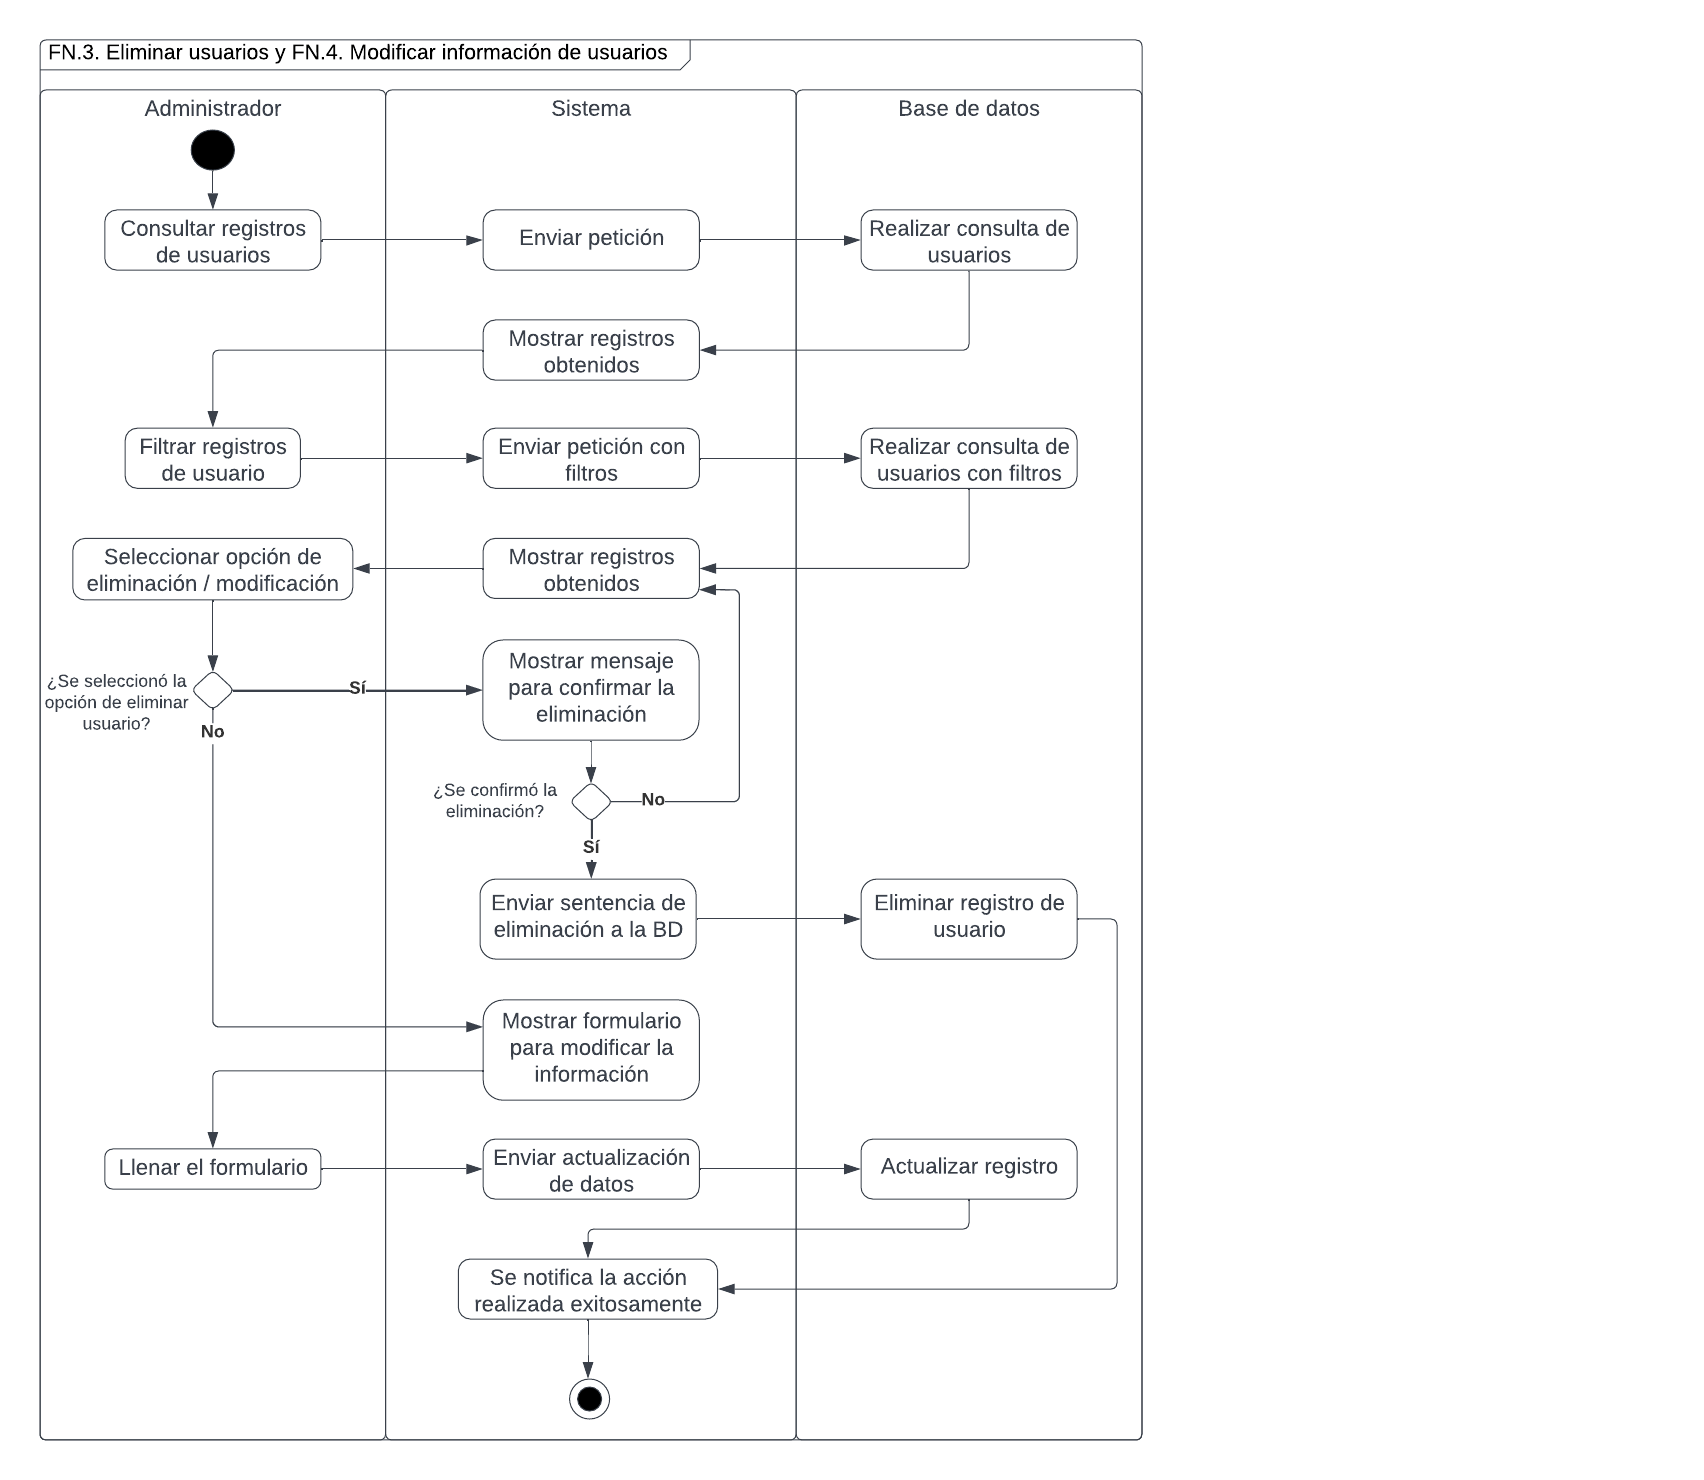 FN.3. Eliminar usuarios y FN.4. Modificar información de usuarios
Administrador
Sistema
Base de datos
Consultar registros
de usuarios
Enviar petición
Realizar consulta de
usuarios
Mostrar registros
obtenidos
Filtrar registros
de usuario
Enviar petición con
filtros
Realizar consulta de
usuarios con filtros
Seleccionar opción de
eliminación / modificación
Mostrar registros
obtenidos
¿Se seleccionó la
opción de eliminar
usuario?
Sí
No
Mostrar mensaje
para confirmar la
eliminación
¿Se confirmó la
eliminación?
No
Sí
Enviar sentencia de
eliminación a la BD
Eliminar registro de
usuario
Mostrar formulario
para modificar la
información
Llenar el formulario
Enviar actualización
de datos
Actualizar registro
Se notifica la acción
realizada exitosamente